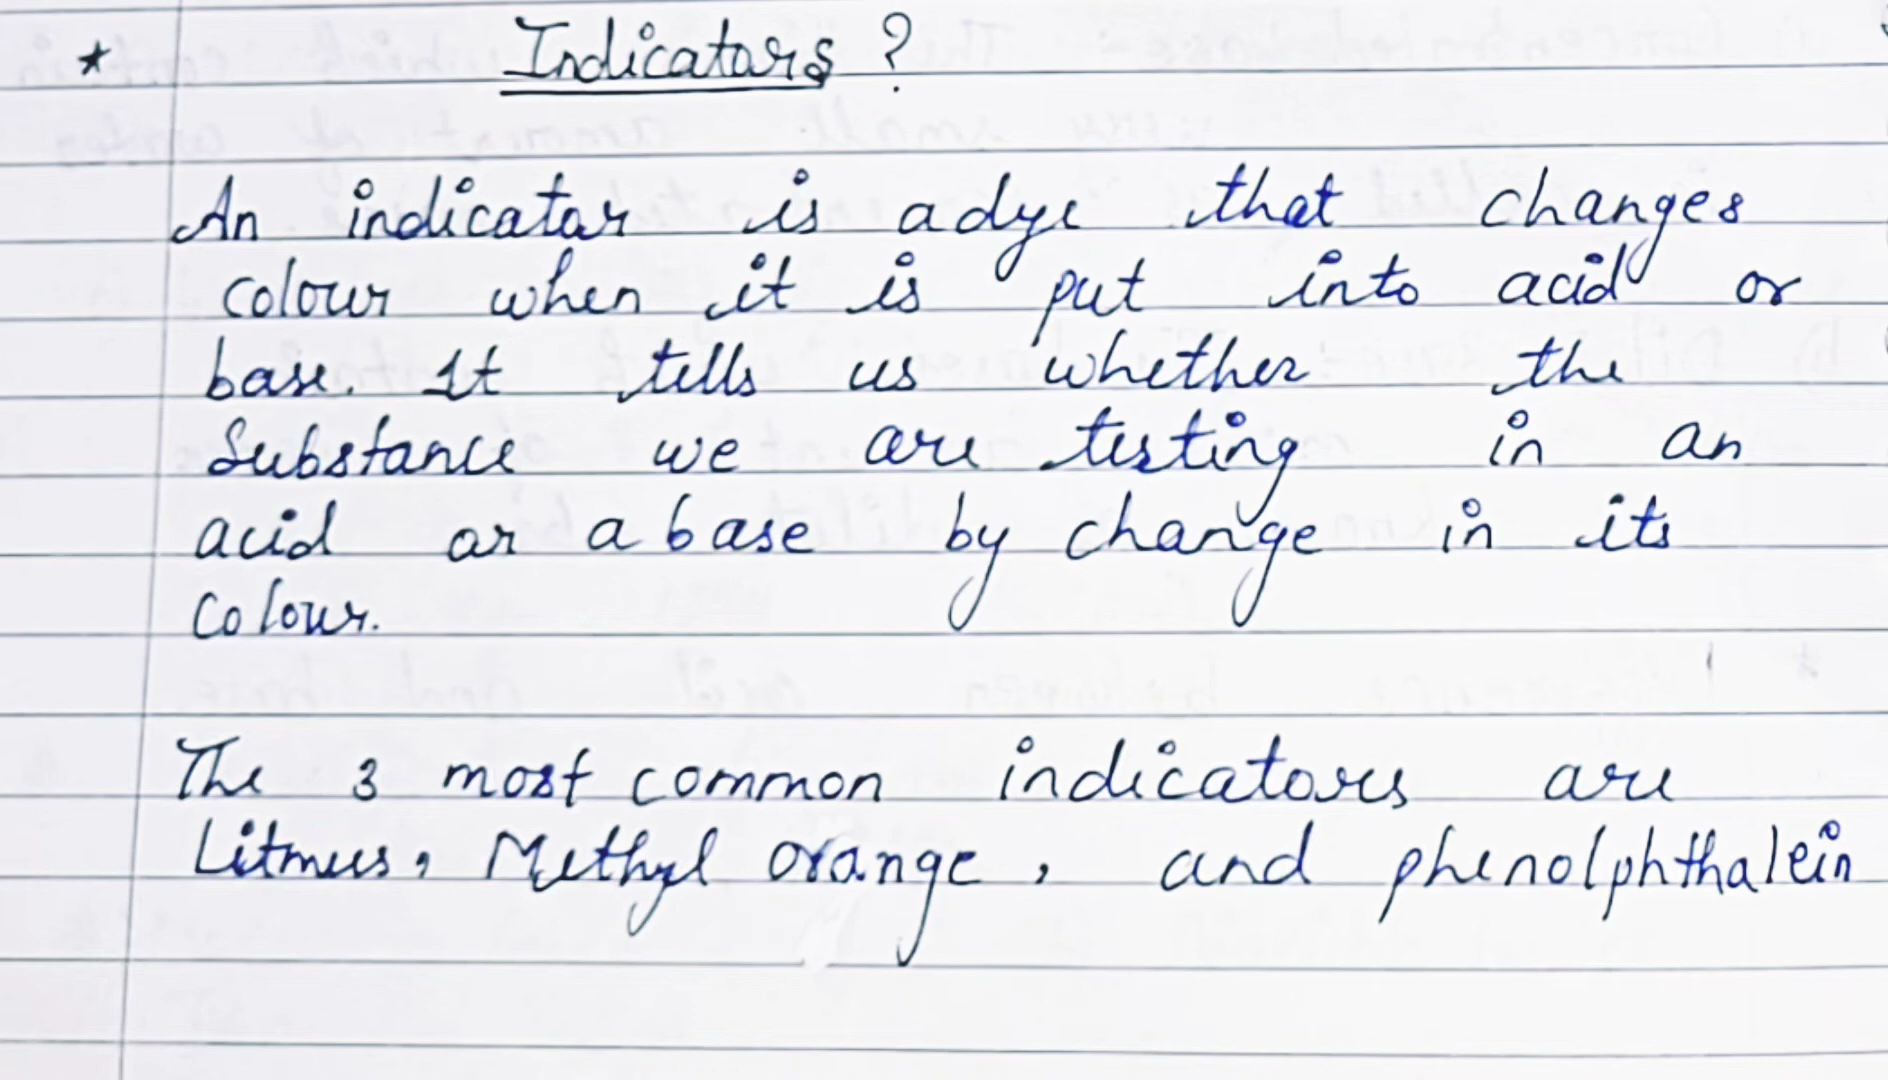 * Indicators ?
An indicator is a dye that changes
colour when it is put into acid or
base. It tells us whether the
Substance we are testing in an
acid or a base by change in its
Colour.
The 3 most common indicators are
Litmus, Methyl orange, and phenolphthalein